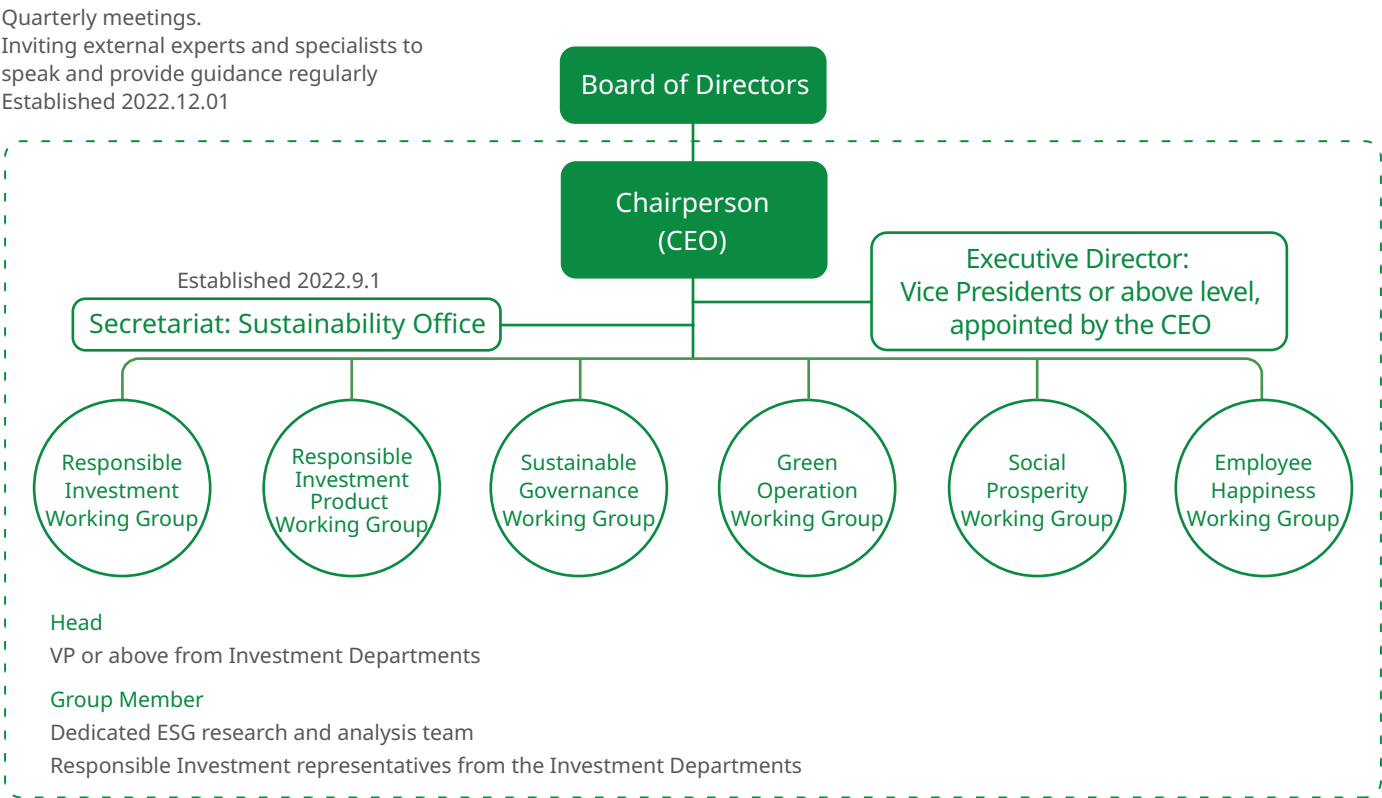 Quarterly meetings.
Inviting external experts and specialists to
speak and provide guidance regularly
Established 2022.12.01
Board of Directors
Chairperson
(CEO)
Executive Director:
Vice Presidents or above level,
appointed by the CEO
Established 2022.9.1
Secretariat: Sustainability Office
Responsible
Investment
Working Group
Responsible
Investment
Product
Working Group
Sustainable
Governance
Working Group
Green
Operation
Working Group
Social
Prosperity
Working Group
Employee
Happiness
Working Group
Head
VP or above from Investment Departments
Group Member
Dedicated ESG research and analysis team
Responsible Investment representatives from the Investment Departments